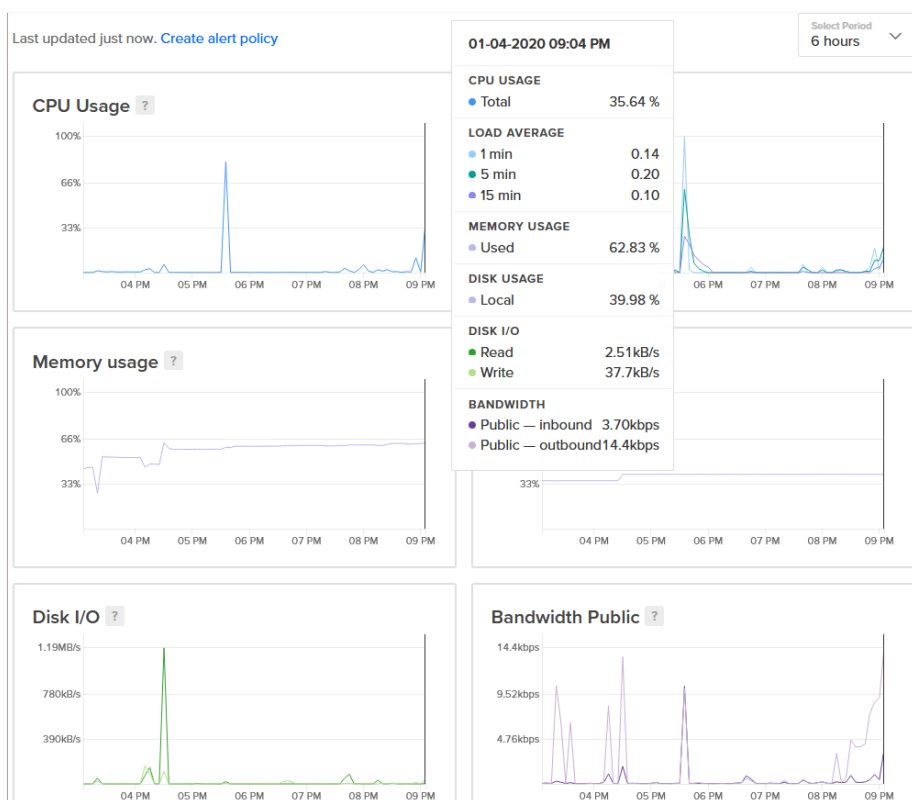 Last updated just now. Create alert policy
Select Period
6 hours
01-04-2020 09:04 PM
CPU USAGE
Total 35.64 %
LOAD AVERAGE
1 min 0.14
5 min 0.20
15 min 0.10
MEMORY USAGE
Used 62.83 %
DISK USAGE
Local 39.98 %
DISK I/O
Read 2.51kB/s
Write 37.7kB/s
BANDWIDTH
Public — inbound 3.70kbps
Public — outbound14.4kbps
CPU Usage ?
100%
66%
33%
04 PM 05 PM 06 PM 07 PM 08 PM 09 PM
06 PM 07 PM 08 PM 09 PM
Memory usage ?
100%
66%
33%
04 PM 05 PM 06 PM 07 PM 08 PM 09 PM
33%
04 PM 05 PM 06 PM 07 PM 08 PM 09 PM
Disk I/O ?
1.19MB/s
780kB/s
390kB/s
04 PM 05 PM 06 PM 07 PM 08 PM 09 PM
Bandwidth Public ?
14.4kbps
9.52kbps
4.76kbps
04 PM 05 PM 06 PM 07 PM 08 PM 09 PM